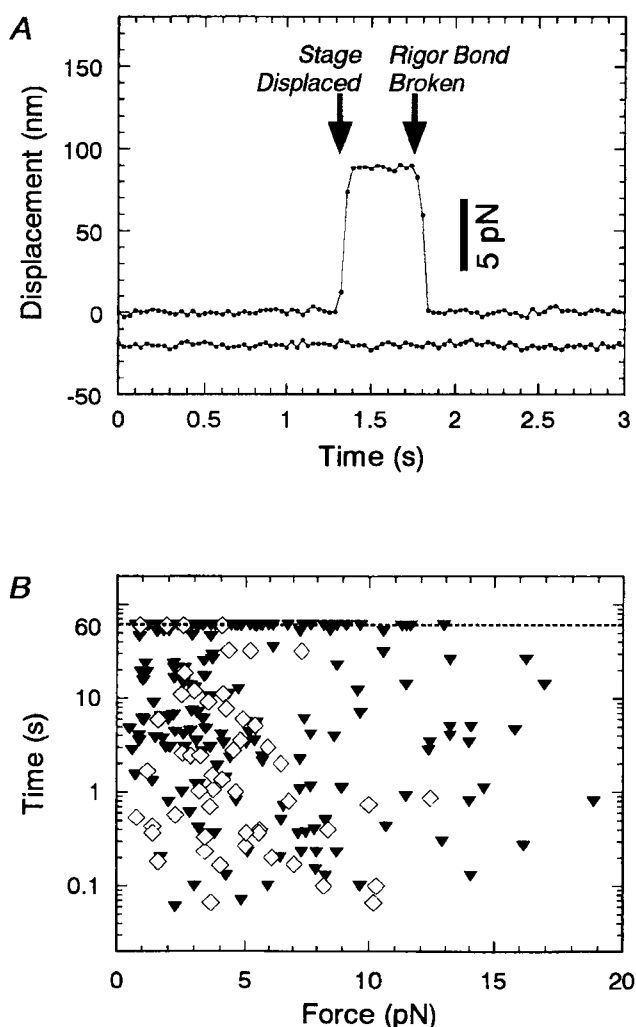 A
Stage
Displaced
Rigor Bond
Broken
5 pN
Displacement (nm)
150
100
50
0
-50
0
0.5
1
1.5
2
2.5
3
Time (s)
B
Time (s)
60
10
1
0.1
0
5
10
15
20
Force (pN)